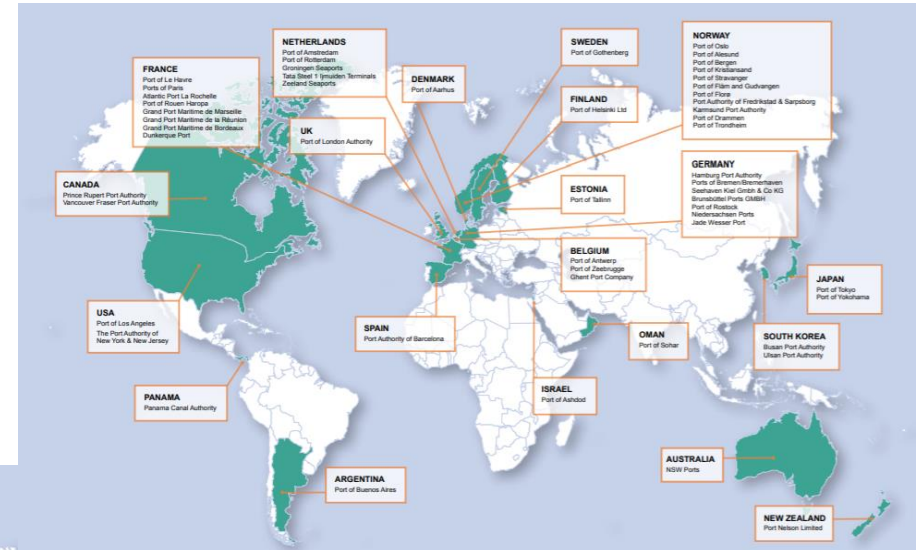 FRANCE
Port of Le Havre
Ports of Paris
Atlantic Port La Rochelle
Port of Rouen Haropa
Grand Port Maritime de Marseille
Grand Port Maritime de la Réunion
Grand Port Maritime de Bordeaux
Dunkerque Port
NETHERLANDS
Port of Amstredam
Port of Rotterdam
Groningen Seaports
Tata Steel 1 Ijmuiden Terminals
Zeeland Seaports
DENMARK
Port of Aarhus
SWEDEN
Port of Gothenberg
FINLAND
Port of Helsinki Ltd
NORWAY
Port of Oslo
Port of Alesund
Port of Bergen
Port of Kristiansand
Port of Stravanger
Port of Flåm and Gudvangen
Port of Florø
Port Authority of Fredrikstad & Sarpsborg
Karmsund Port Authority
Port of Drammen
Port of Trondheim
UK
Port of London Authority
CANADA
Prince Rupert Port Authority
Vancouver Fraser Port Authority
ESTONIA
Port of Tallinn
GERMANY
Hamburg Port Authority
Ports of Bremen/Bremerhaven
Seehaven Kiel Gmbh & Co KG
Brunsbüttel Ports GMBH
Port of Rostock
Niedersachsen Ports
Jade Wesser Port
BELGIUM
Port of Antwerp
Port of Zeebrugge
Ghent Port Company
JAPAN
Port of Tokyo
Port of Yokohama
USA
Port of Los Angeles
The Port Authority of
New York & New Jersey
SPAIN
Port Authority of Barcelona
OMAN
Port of Sohar
SOUTH KOREA
Busan Port Authority
Ulsan Port Authority
PANAMA
Panama Canal Authority
ISRAEL
Port of Ashdod
AUSTRALIA
NSW Ports
ARGENTINA
Port of Buenos Aires
NEW ZEALAND
Port Nelson Limited